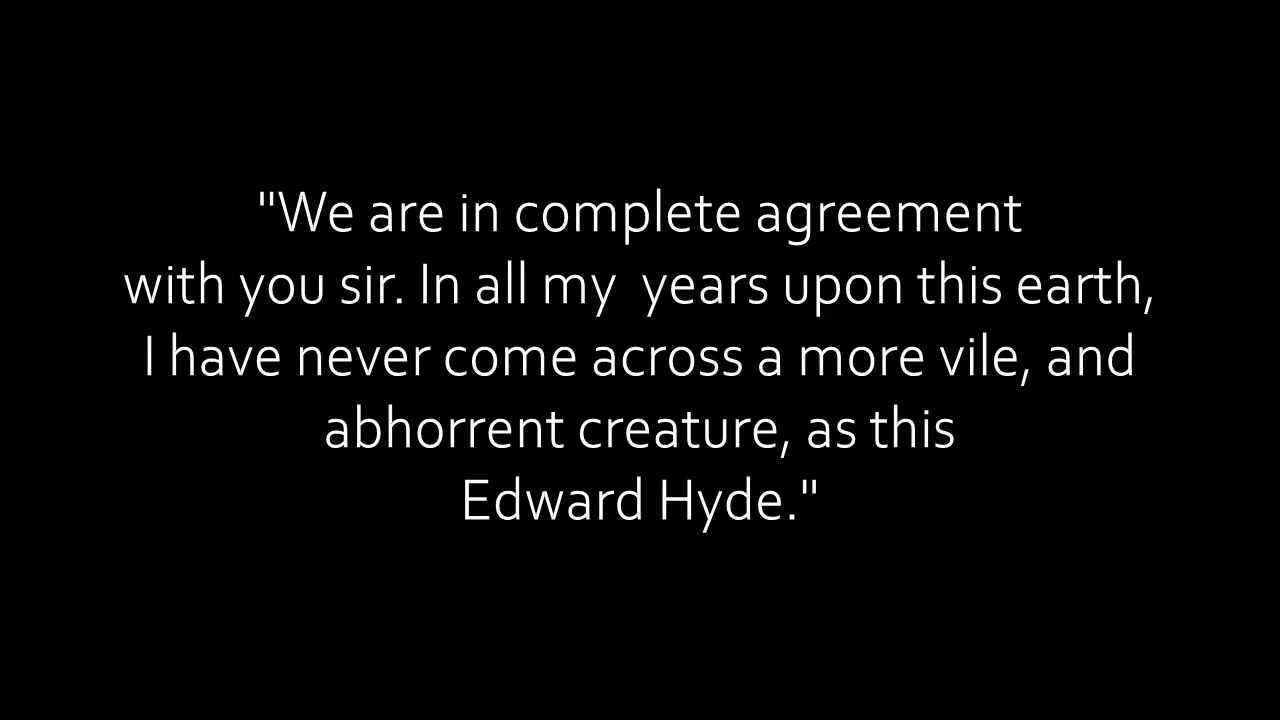 "We are in complete agreement
with you sir. In all my  years upon this earth,
I have never come across a more vile, and
abhorrent creature, as this
Edward Hyde."